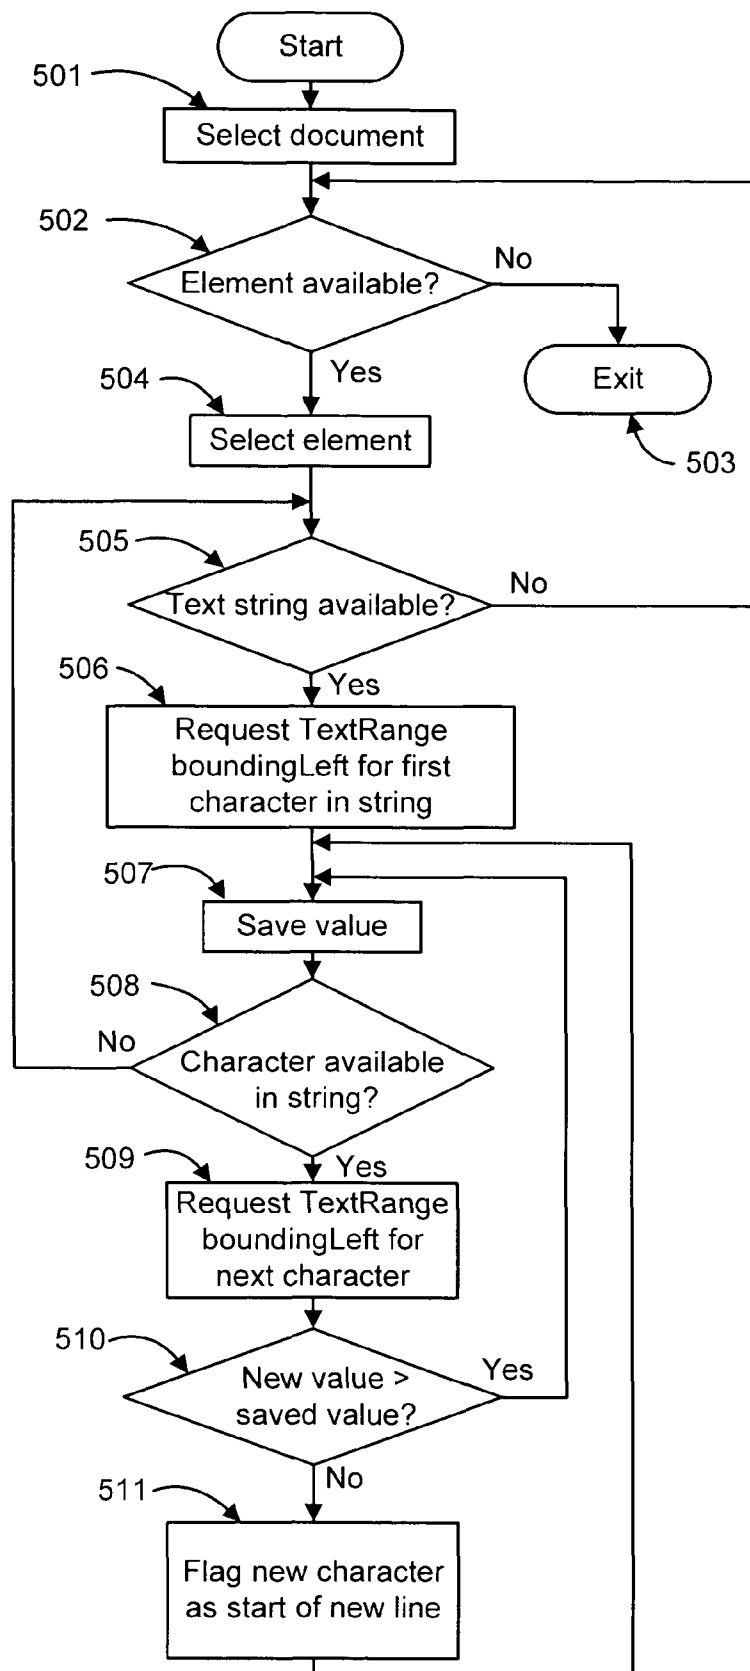 Start
501
Select document
502
Element available?
No
Yes
Exit
503
504
Select element
505
Text string available?
No
Yes
506
Request TextRange
boundingLeft for first
character in string
507
Save value
508
No
Character available
in string?
Yes
509
Request TextRange
boundingLeft for
next character
510
New value >
saved value?
Yes
No
511
Flag new character
as start of new line